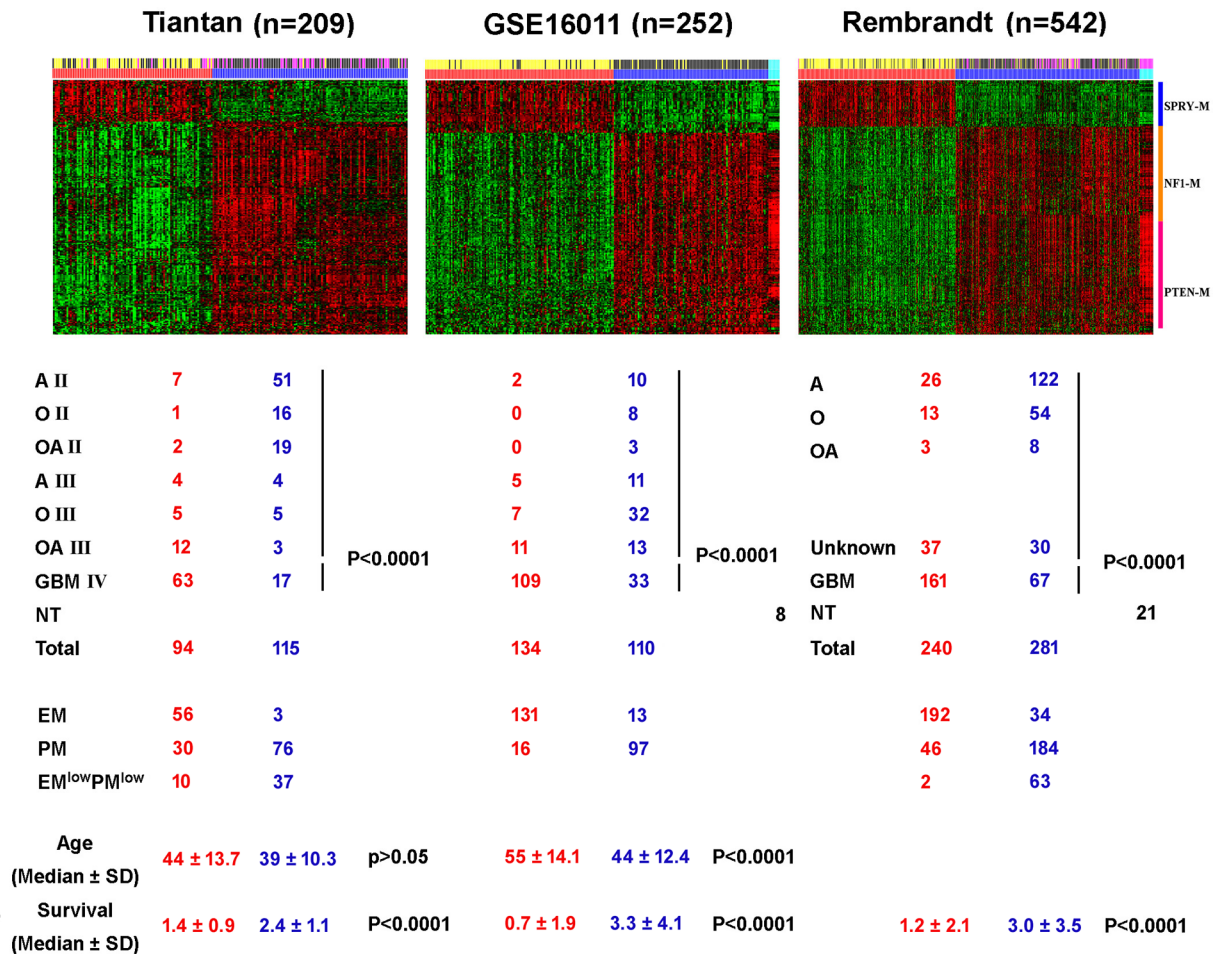 Tiantan (n=209) GSE16011 (n=252) Rembrandt (n=542)
SPRY-M
NF1-M
PTEN-M
A II 7 51 2 10 A 26 122
O II 1 16 0 8 O 13 54
OA II 2 19 0 3 OA 3 8
A III 4 4 5 11
O III 5 5 7 32
OA III 12 3 11 13 Unknown 37 30
P<0.0001 P<0.0001 P<0.0001
GBM IV 63 17 109 33 GBM 161 67
NT 8 NT 21
Total 94 115 134 110 Total 240 281
EM 56 3 131 13 192 34
PM 30 76 16 97 46 184
EMlowPMlow 10 37 2 63
Age
(Median ± SD) 44 ± 13.7 39 ± 10.3 p>0.05 55 ± 14.1 44 ± 12.4 P<0.0001
Survival
(Median ± SD) 1.4 ± 0.9 2.4 ± 1.1 P<0.0001 0.7 ± 1.9 3.3 ± 4.1 P<0.0001 1.2 ± 2.1 3.0 ± 3.5 P<0.0001